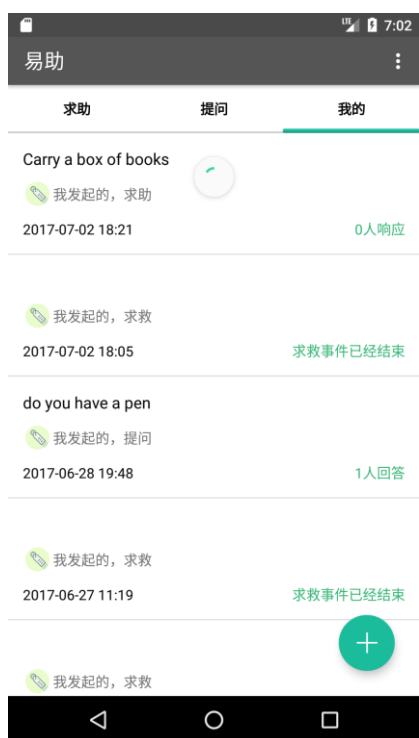 LTE 7:02
易助
求助 提问 我的
Carry a box of books
我发起的，求助
2017-07-02 18:21 0人响应
我发起的，求救
2017-07-02 18:05 求救事件已经结束
do you have a pen
我发起的，提问
2017-06-28 19:48 1人回答
我发起的，求救
2017-06-27 11:19 求救事件已经结束
我发起的，求救